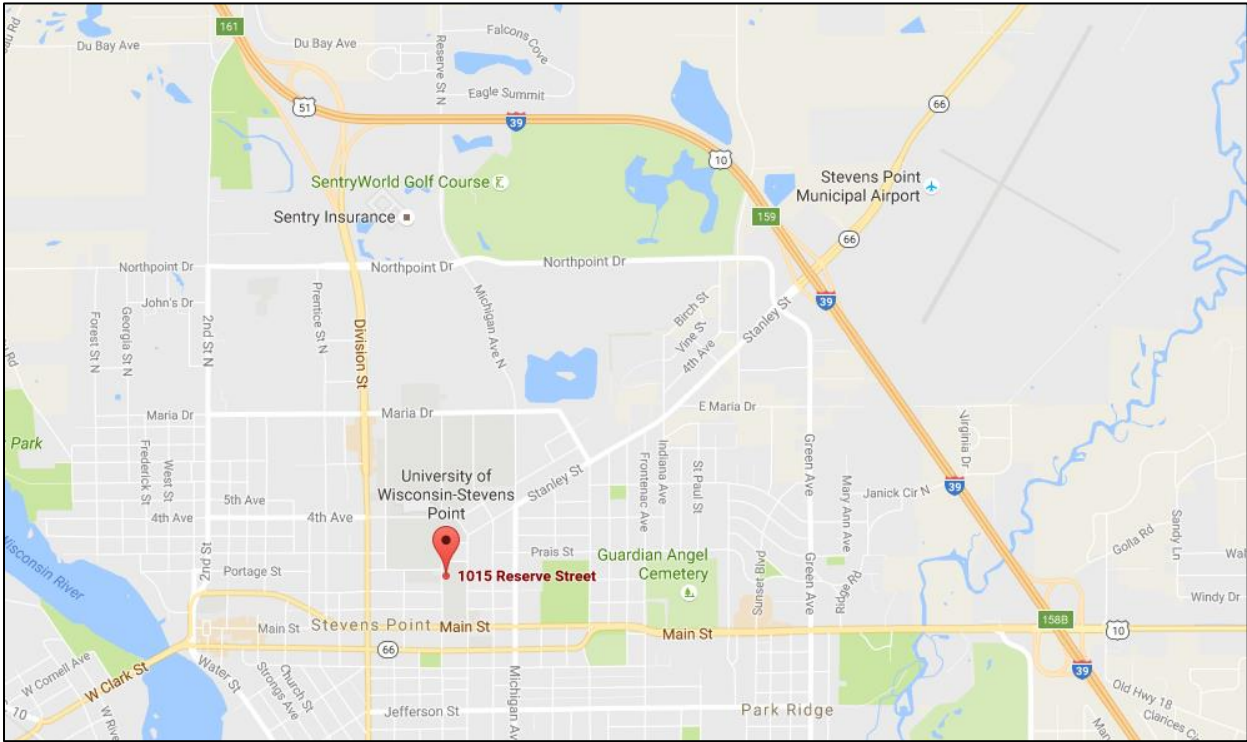 161
Du Bay Ave
Du Bay Ave
Reserve St N
Falcons Cove
Eagle Summit
51
39
66
10
SentryWorld Golf Course
Stevens Point
Municipal Airport
Sentry Insurance
159
66
Northpoint Dr
Northpoint Dr
Northpoint Dr
39
John's Dr
Forest St N
Georgia St N
2nd St N
Prentice St N
Division St
Michigan Ave N
Birch St
Vine St
4th Ave
Stanley St
Maria Dr
Maria Dr
E Maria Dr
Park
Frederick St
West St
Virginia Dr
Indiana Ave
Frontenac Ave
St Paul St
Green Ave
Mary Ann Ave
Janick Cir N
39
University of
Wisconsin-Stevens
Point
Stanley St
5th Ave
4th Ave
4th Ave
Golla Rd
Sandy Ln
Wisconsin River
2nd St
Portage St
Prais St
Guardian Angel
Cemetery
Sunset Blvd
Green Ave
Ridge Rd
1015 Reserve Street
Windy Dr
158B
10
Main St
Stevens Point
Main St
Main St
66
W Cornell Ave
W Clark St
Water St
Strongs Ave
Church St
Michigan Av
39
Old Hwy 18
Clarices Cir
10
W River
Jefferson St
Park Ridge